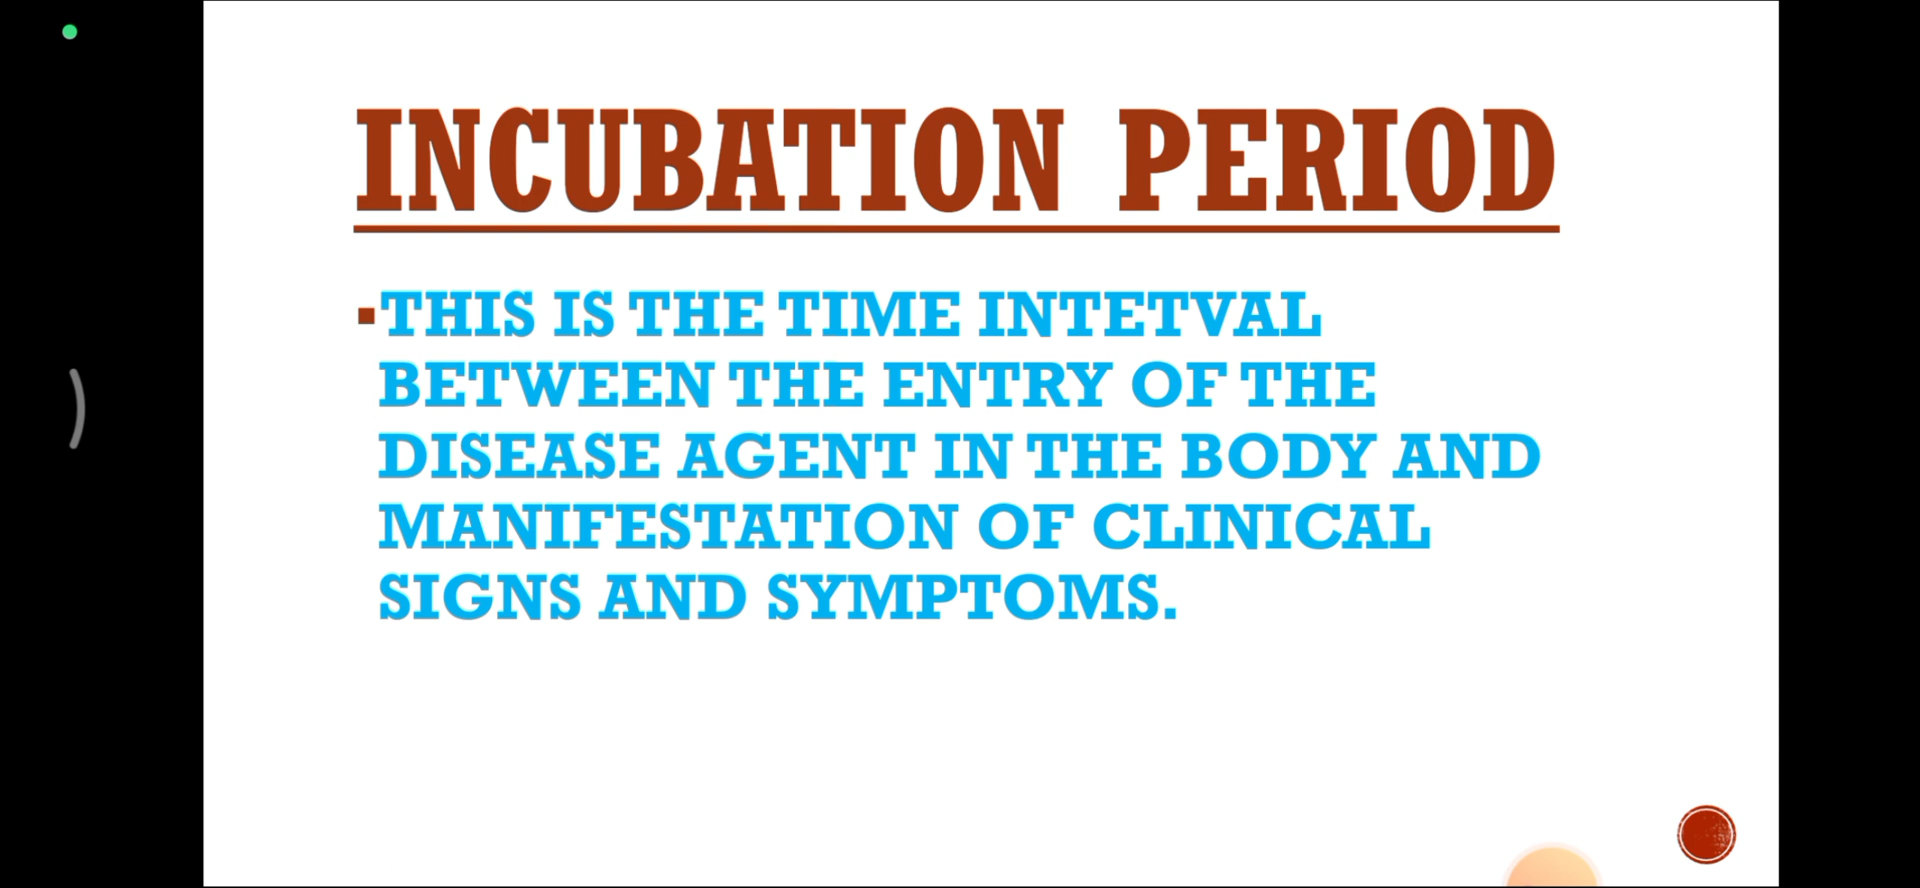 INCUBATION PERIOD
▪THIS IS THE TIME INTETVAL
BETWEEN THE ENTRY OF THE
DISEASE AGENT IN THE BODY AND
MANIFESTATION OF CLINICAL
SIGNS AND SYMPTOMS.